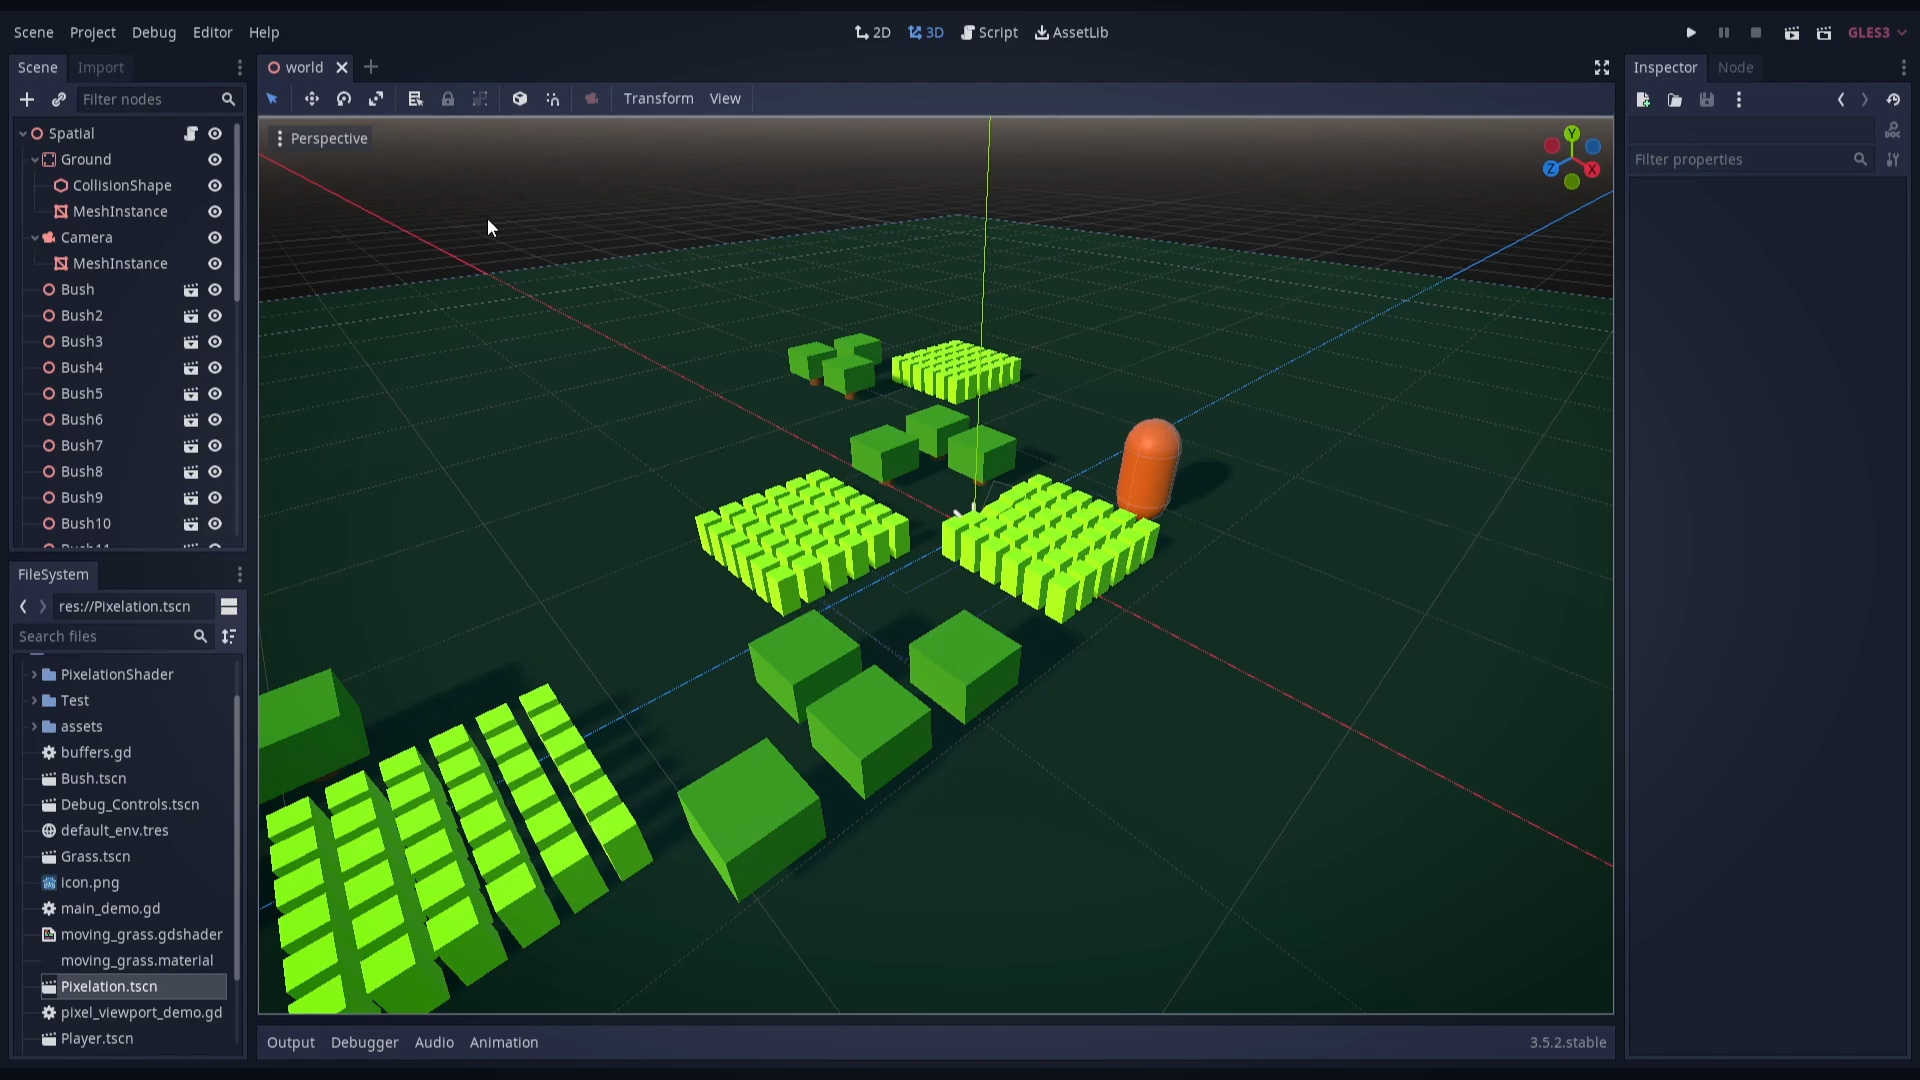 Scene Project Debug Editor Help
2D 3D Script AssetLib
GLES3
Scene Import
world
Inspector Node
Filter nodes
Transform View
Perspective
Y
Z X
Filter properties
Spatial
Ground
CollisionShape
MeshInstance
Camera
MeshInstance
Bush
Bush2
Bush3
Bush4
Bush5
Bush6
Bush7
Bush8
Bush9
Bush10
FileSystem
res://Pixelation.tscn
Search files
PixelationShader
Test
assets
buffers.gd
Bush.tscn
Debug_Controls.tscn
default_env.tres
Grass.tscn
icon.png
main_demo.gd
moving_grass.gdshader
moving_grass.material
Pixelation.tscn
pixel_viewport_demo.gd
Player.tscn
Output Debugger Audio Animation
3.5.2.stable